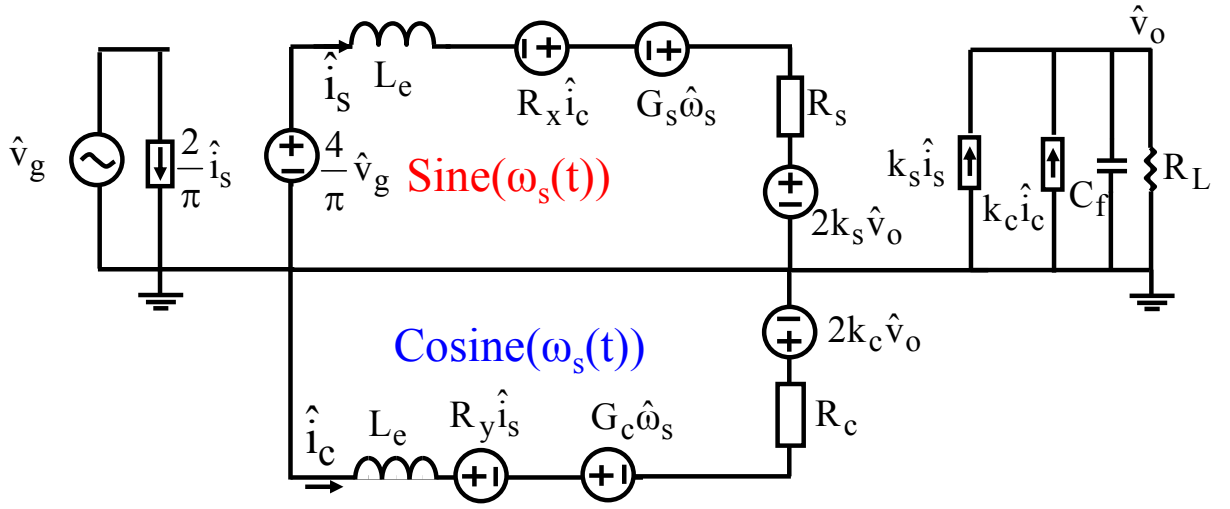 v̂g
2/π îs
îs
Le
Rx îc
Gs ω̂s
Rs
4/π v̂g
Sine(ωs(t))
2ks v̂o
v̂o
ks îs
kc îc
Cf
RL
Cosine(ωs(t))
2kc v̂o
îc
Le
Ry îs
Gc ω̂s
Rc